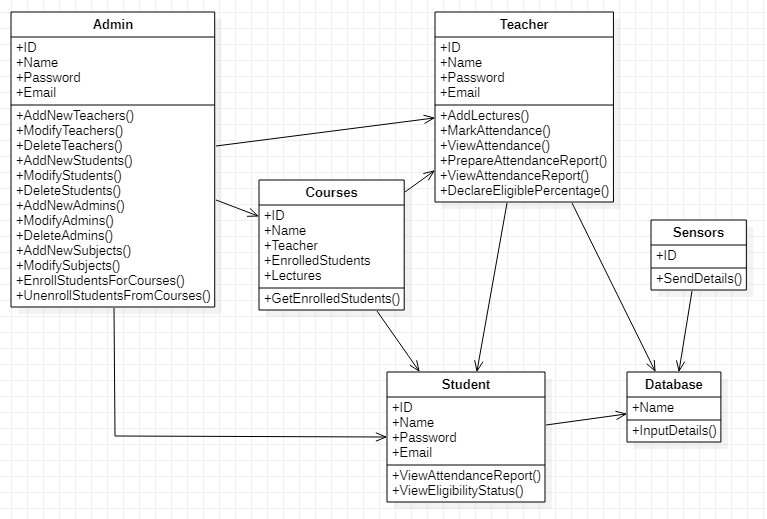 Admin
+ID
+Name
+Password
+Email
+AddNewTeachers()
+ModifyTeachers()
+DeleteTeachers()
+AddNewStudents()
+ModifyStudents()
+DeleteStudents()
+AddNewAdmins()
+ModifyAdmins()
+DeleteAdmins()
+AddNewSubjects()
+ModifySubjects()
+EnrollStudentsForCourses()
+UnenrollStudentsFromCourses()
Teacher
+ID
+Name
+Password
+Email
+AddLectures()
+MarkAttendance()
+ViewAttendance()
+PrepareAttendanceReport()
+ViewAttendanceReport()
+DeclareEligiblePercentage()
Courses
+ID
+Name
+Teacher
+EnrolledStudents
+Lectures
+GetEnrolledStudents()
Sensors
+ID
+SendDetails()
Student
+ID
+Name
+Password
+Email
+ViewAttendanceReport()
+ViewEligibilityStatus()
Database
+Name
+InputDetails()